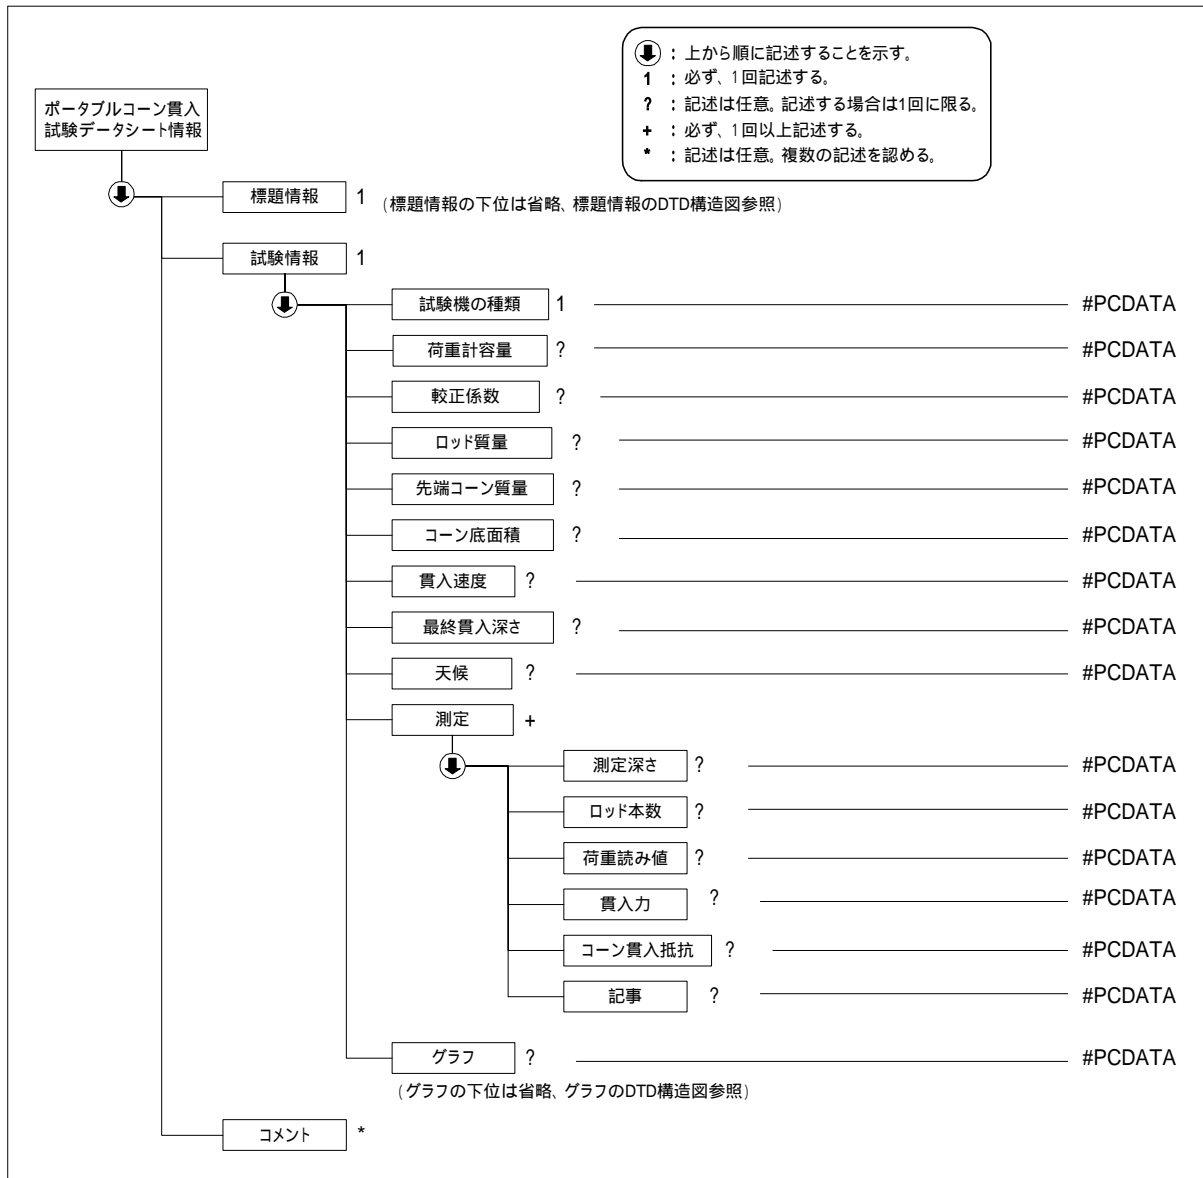 : 上から順に記述することを示す。
1 : 必ず、1回記述する。
? : 記述は任意。記述する場合は1回に限る。
+ : 必ず、1回以上記述する。
* : 記述は任意。複数の記述を認める。
ポータブルコーン貫入
試験データシート情報
標題情報 1 (標題情報の下位は省略、標題情報のDTD構造図参照)
試験情報 1
試験機の種類 1 #PCDATA
荷重計容量 ? #PCDATA
較正係数 ? #PCDATA
ロッド質量 ? #PCDATA
先端コーン質量 ? #PCDATA
コーン底面積 ? #PCDATA
貫入速度 ? #PCDATA
最終貫入深さ ? #PCDATA
天候 ? #PCDATA
測定 +
測定深さ ? #PCDATA
ロッド本数 ? #PCDATA
荷重読み値 ? #PCDATA
貫入力 ? #PCDATA
コーン貫入抵抗 ? #PCDATA
記事 ? #PCDATA
グラフ ? #PCDATA
(グラフの下位は省略、グラフのDTD構造図参照)
コメント *